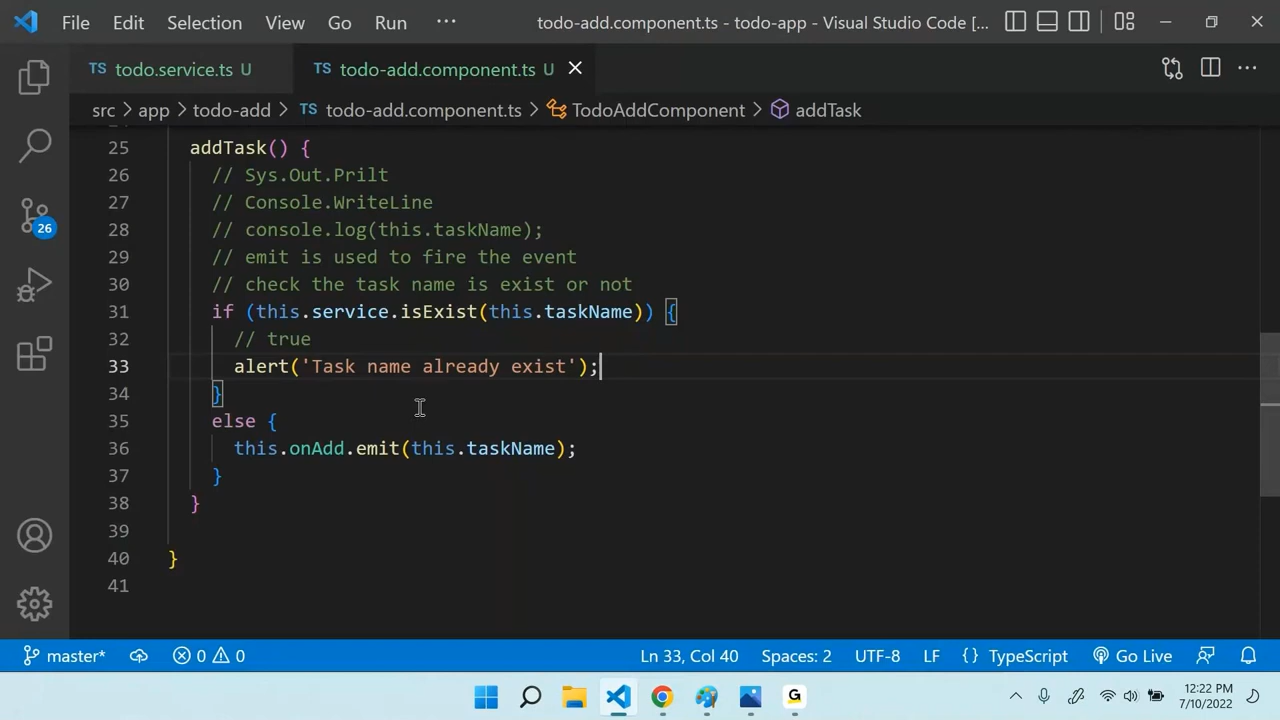 File Edit Selection View Go Run ··· todo-add.component.ts - todo-app - Visual Studio Code [...
TS todo.service.ts U TS todo-add.component.ts U
src > app > todo-add > TS todo-add.component.ts > TodoAddComponent > addTask
25 addTask() {
26 // Sys.Out.Prilt
27 // Console.WriteLine
28 // console.log(this.taskName);
29 // emit is used to fire the event
30 // check the task name is exist or not
31 if (this.service.isExist(this.taskName)) {
32 // true
33 alert('Task name already exist');
34 }
35 else {
36 this.onAdd.emit(this.taskName);
37 }
38 }
39
40 }
41
26
master* 0 0 Ln 33, Col 40 Spaces: 2 UTF-8 LF {} TypeScript Go Live
G 12:22 PM
7/10/2022